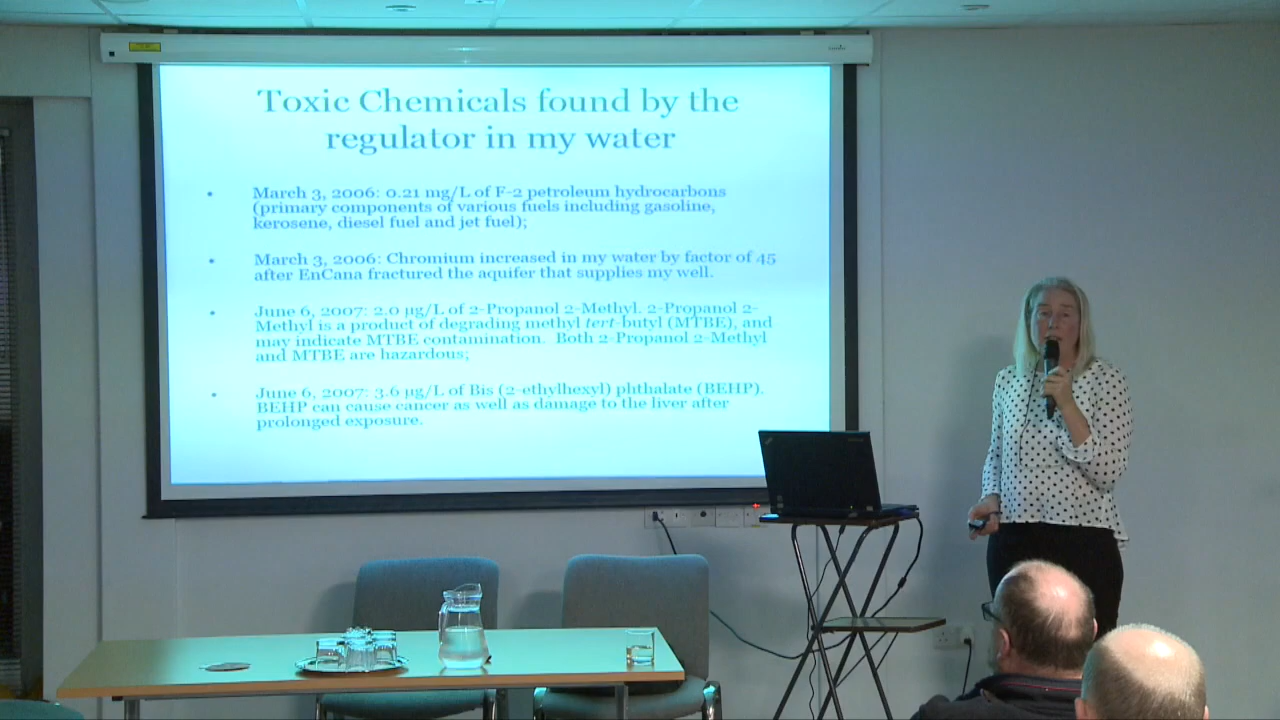 Toxic Chemicals found by the
regulator in my water
• March 3, 2006: 0.21 mg/L of F-2 petroleum hydrocarbons
(primary components of various fuels including gasoline,
kerosene, diesel fuel and jet fuel);
• March 3, 2006: Chromium increased in my water by factor of 45
after EnCana fractured the aquifer that supplies my well.
• June 6, 2007: 2.0 µg/L of 2-Propanol 2-Methyl. 2-Propanol 2-
Methyl is a product of degrading methyl tert-butyl (MTBE), and
may indicate MTBE contamination. Both 2-Propanol 2-Methyl
and MTBE are hazardous;
• June 6, 2007: 3.6 µg/L of Bis (2-ethylhexyl) phthalate (BEHP).
BEHP can cause cancer as well as damage to the liver after
prolonged exposure.